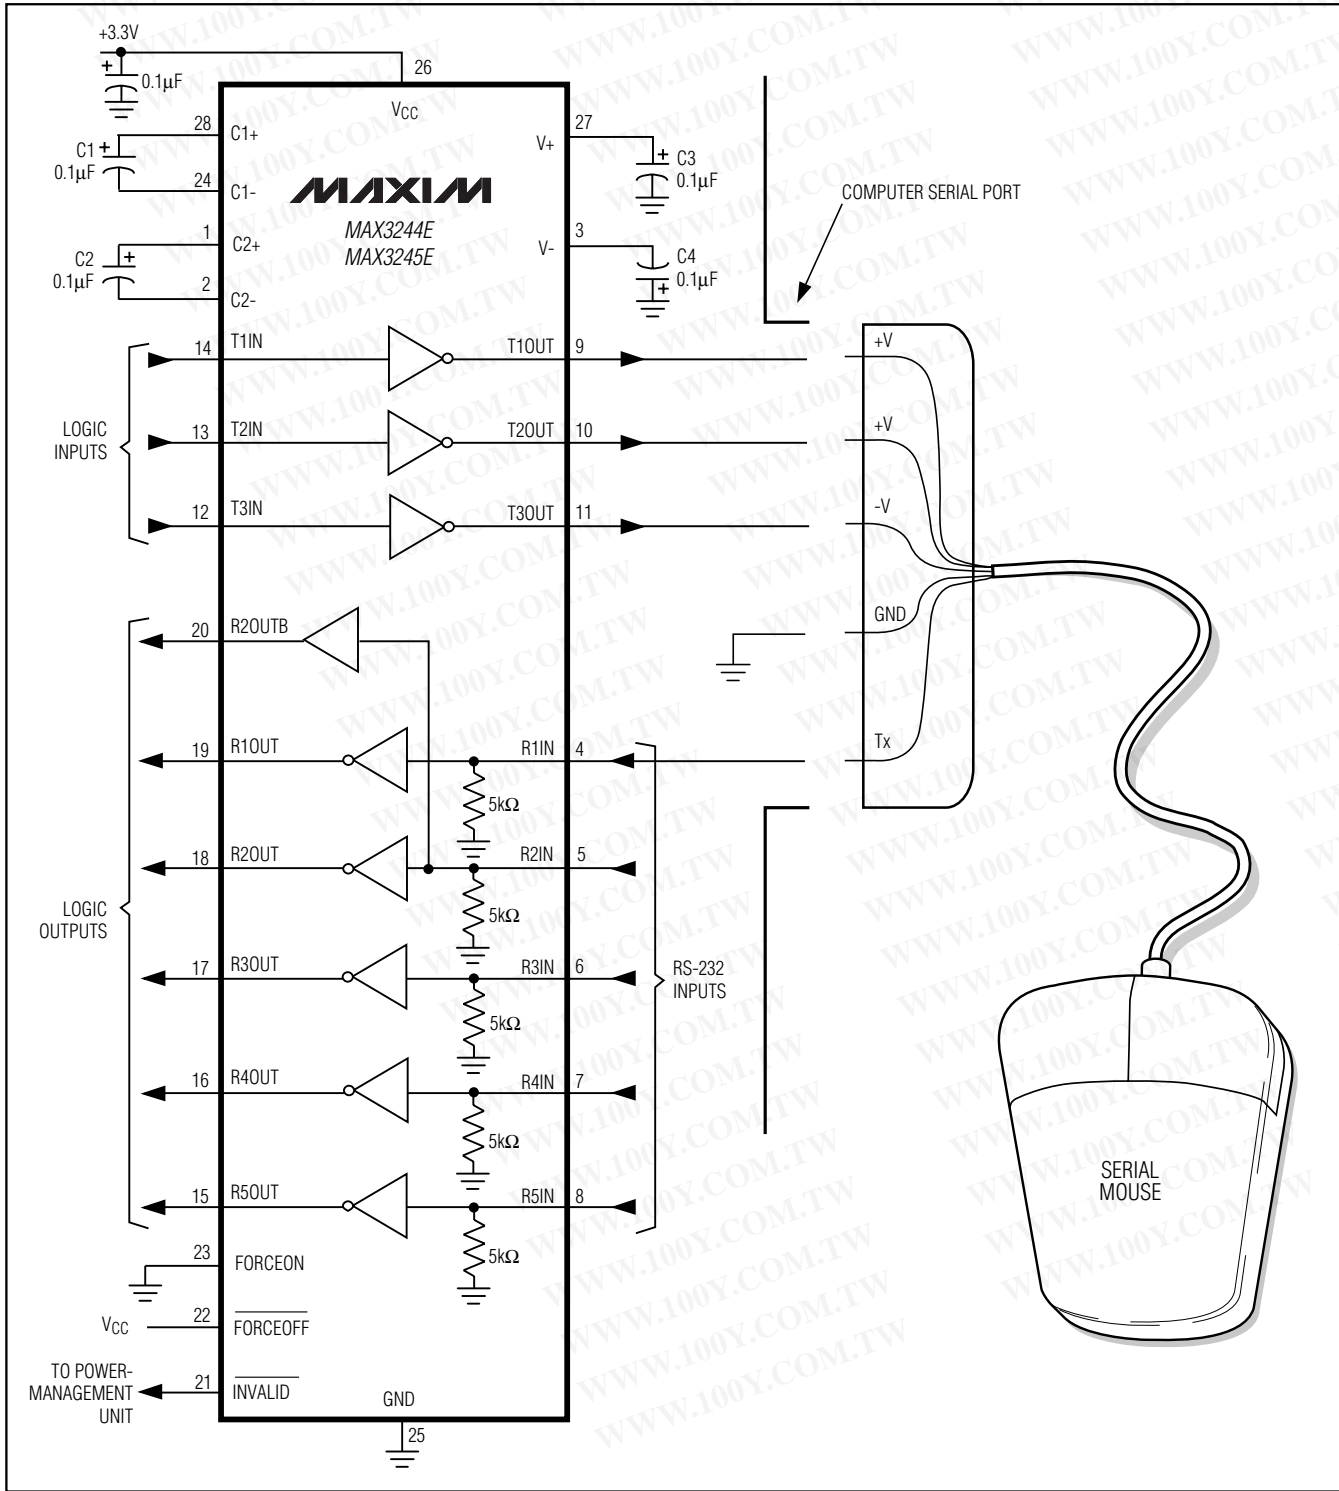 +3.3V
+
0.1µF
26
VCC
28
C1+
C1
+
0.1µF
24
C1-
27
V+
+
C3
0.1µF
MAXIM
MAX3244E
MAX3245E
1
C2+
C2
+
0.1µF
2
C2-
3
V-
C4
0.1µF
+
COMPUTER SERIAL PORT
LOGIC
INPUTS
14
T1IN
T1OUT
9
13
T2IN
T2OUT
10
12
T3IN
T3OUT
11
+V
+V
-V
GND
Tx
LOGIC
OUTPUTS
20
R2OUTB
19
R1OUT
R1IN
4
5kΩ
18
R2OUT
R2IN
5
5kΩ
17
R3OUT
R3IN
6
5kΩ
16
R4OUT
R4IN
7
5kΩ
15
R5OUT
R5IN
8
5kΩ
RS-232
INPUTS
23
FORCEON
VCC
22
FORCEOFF
TO POWER-
MANAGEMENT
UNIT
21
INVALID
GND
25
SERIAL
MOUSE
WWW.100Y.COM.TW